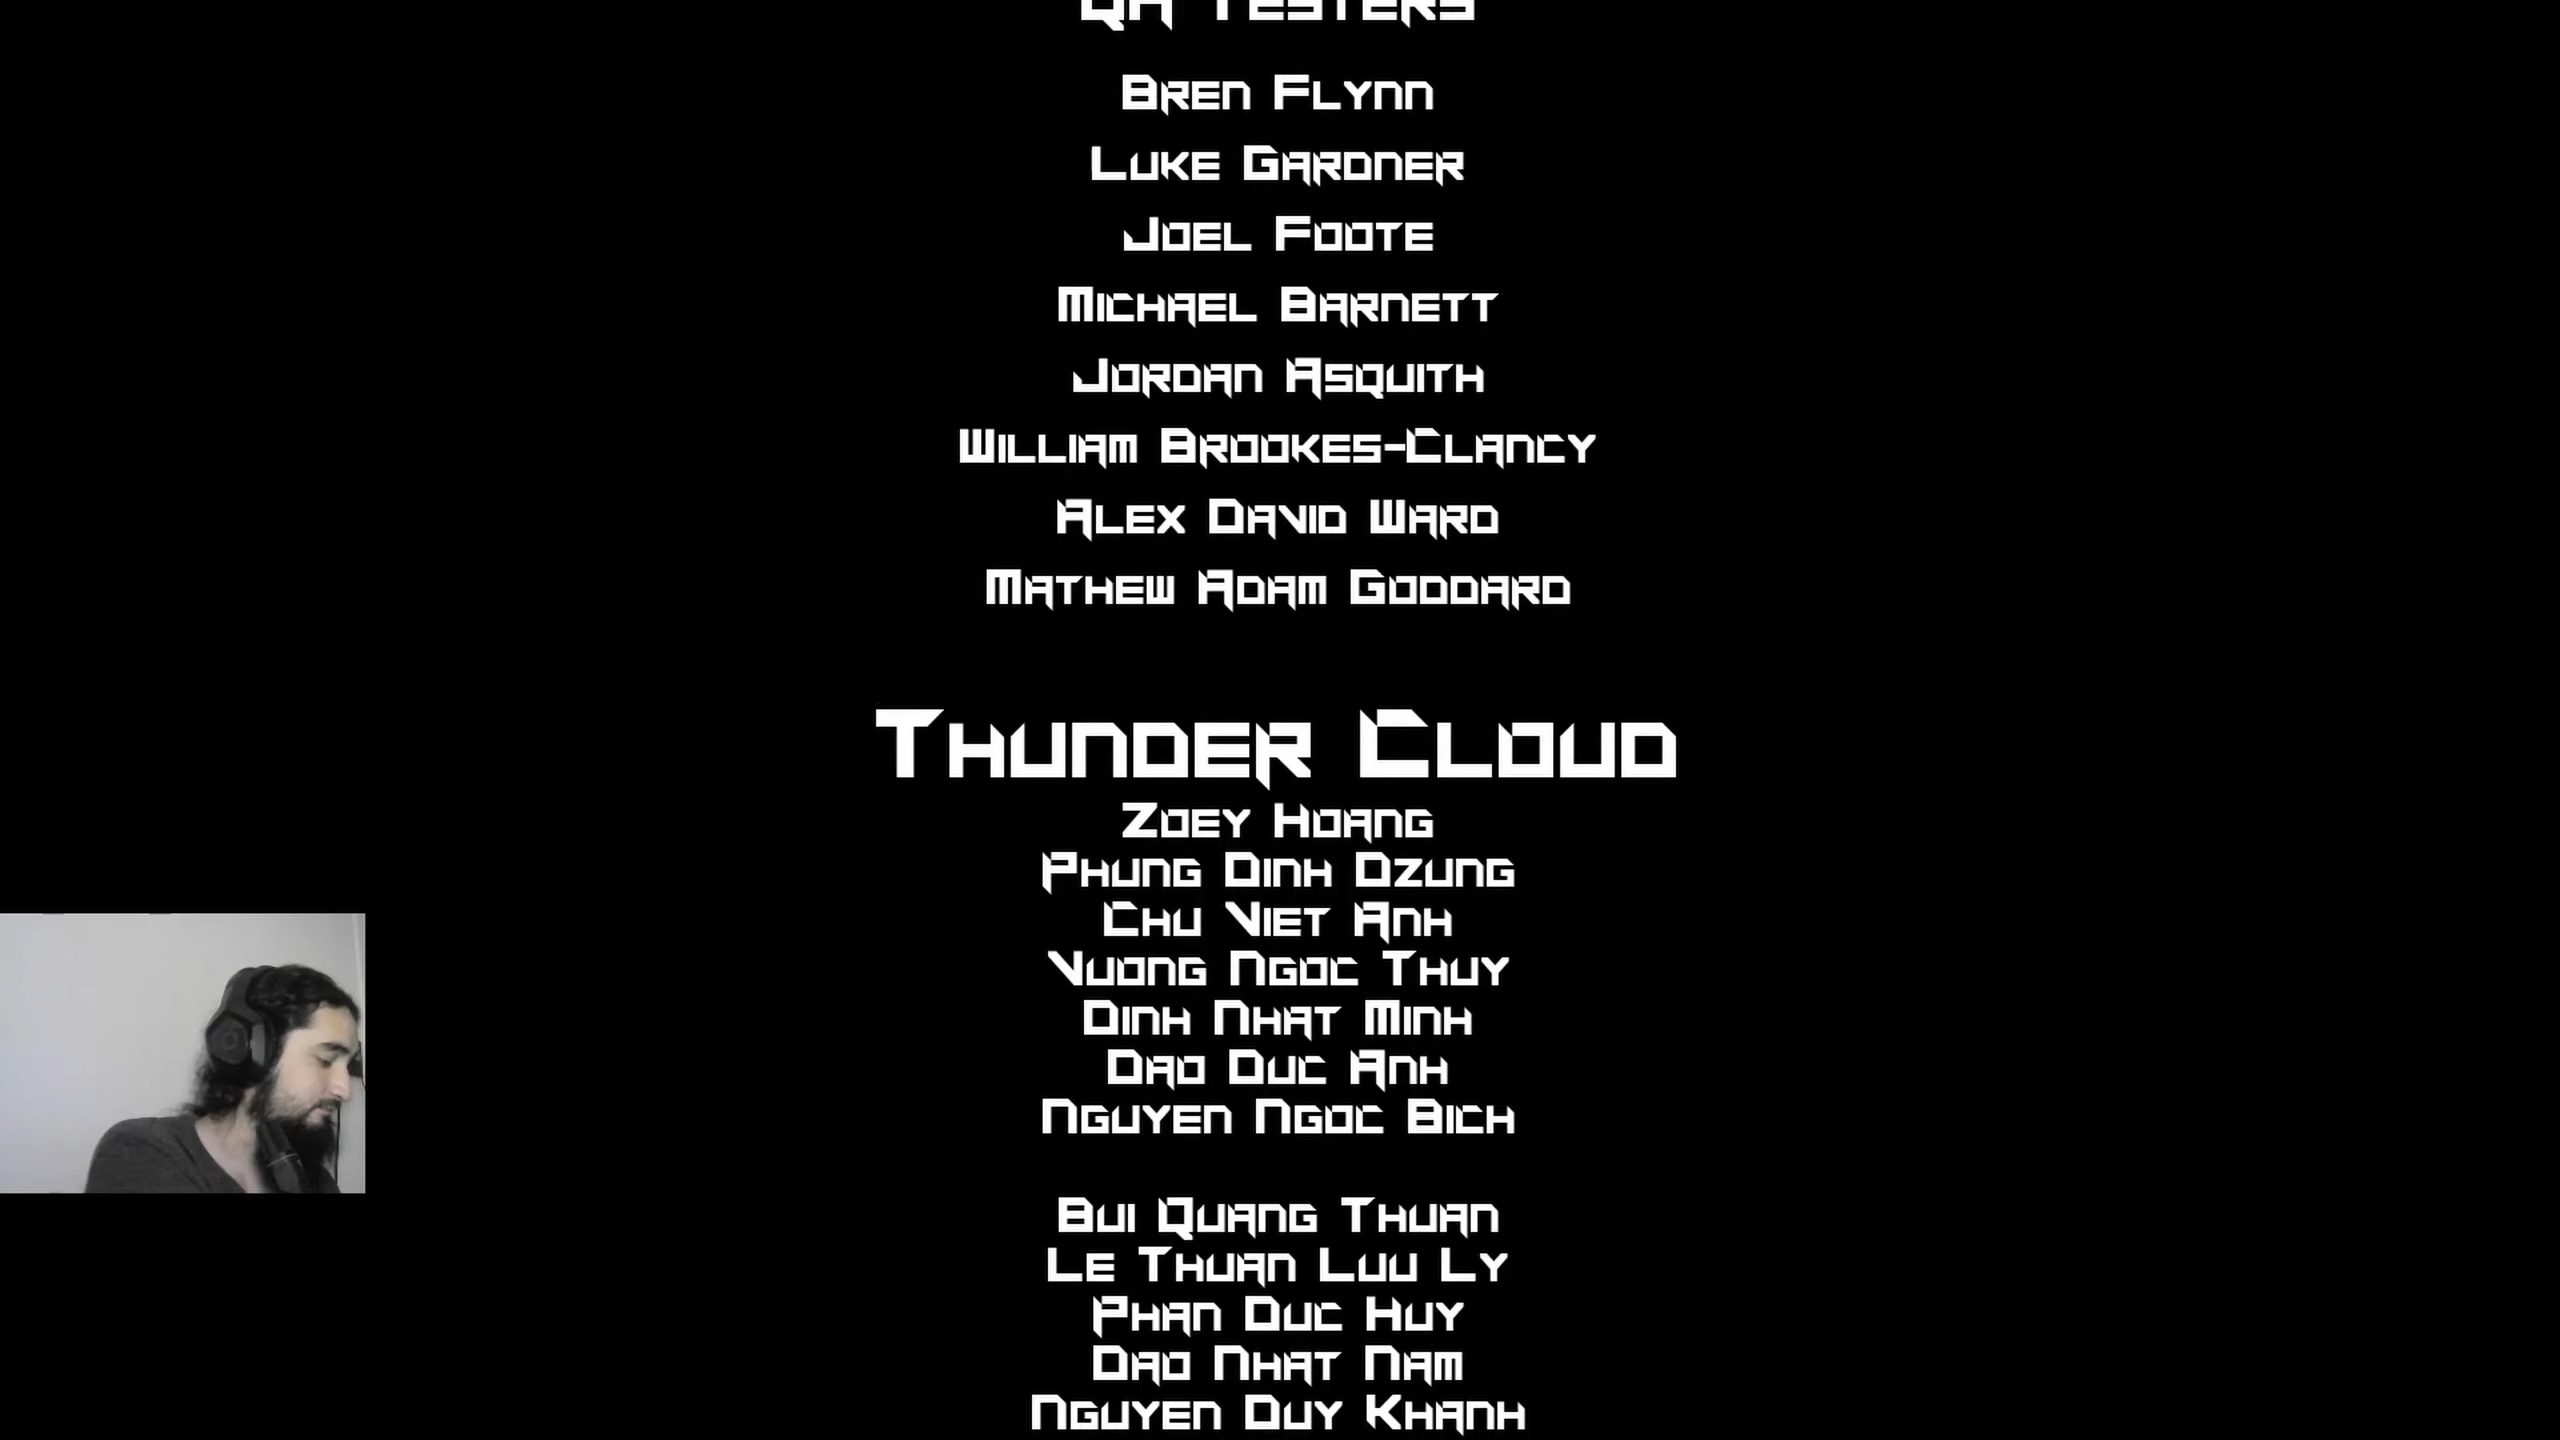 QA Testers
Bren Flynn
Luke Gardner
Joel Foote
Michael Barnett
Jordan Asquith
William Brookes-Clancy
Alex David Ward
Mathew Adam Goddard
Thunder Cloud
Zoey Hoang
Phung Dinh Dzung
Chu Viet Anh
Vuong Ngoc Thuy
Dinh Nhat Minh
Dao Duc Anh
Nguyen Ngoc Bich
Bui Quang Thuan
Le Thuan Luu Ly
Phan Duc Huy
Dao Nhat Nam
Nguyen Duy Khanh